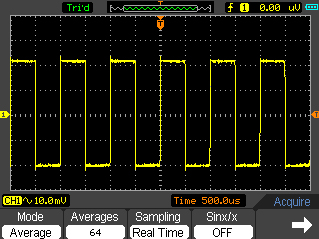 Tri'd T 1 0.00 uV
T
1 T
CH1 10.0mV Time 500.0us Acquire
Mode Averages Sampling Sinx/x
Average 64 Real Time OFF